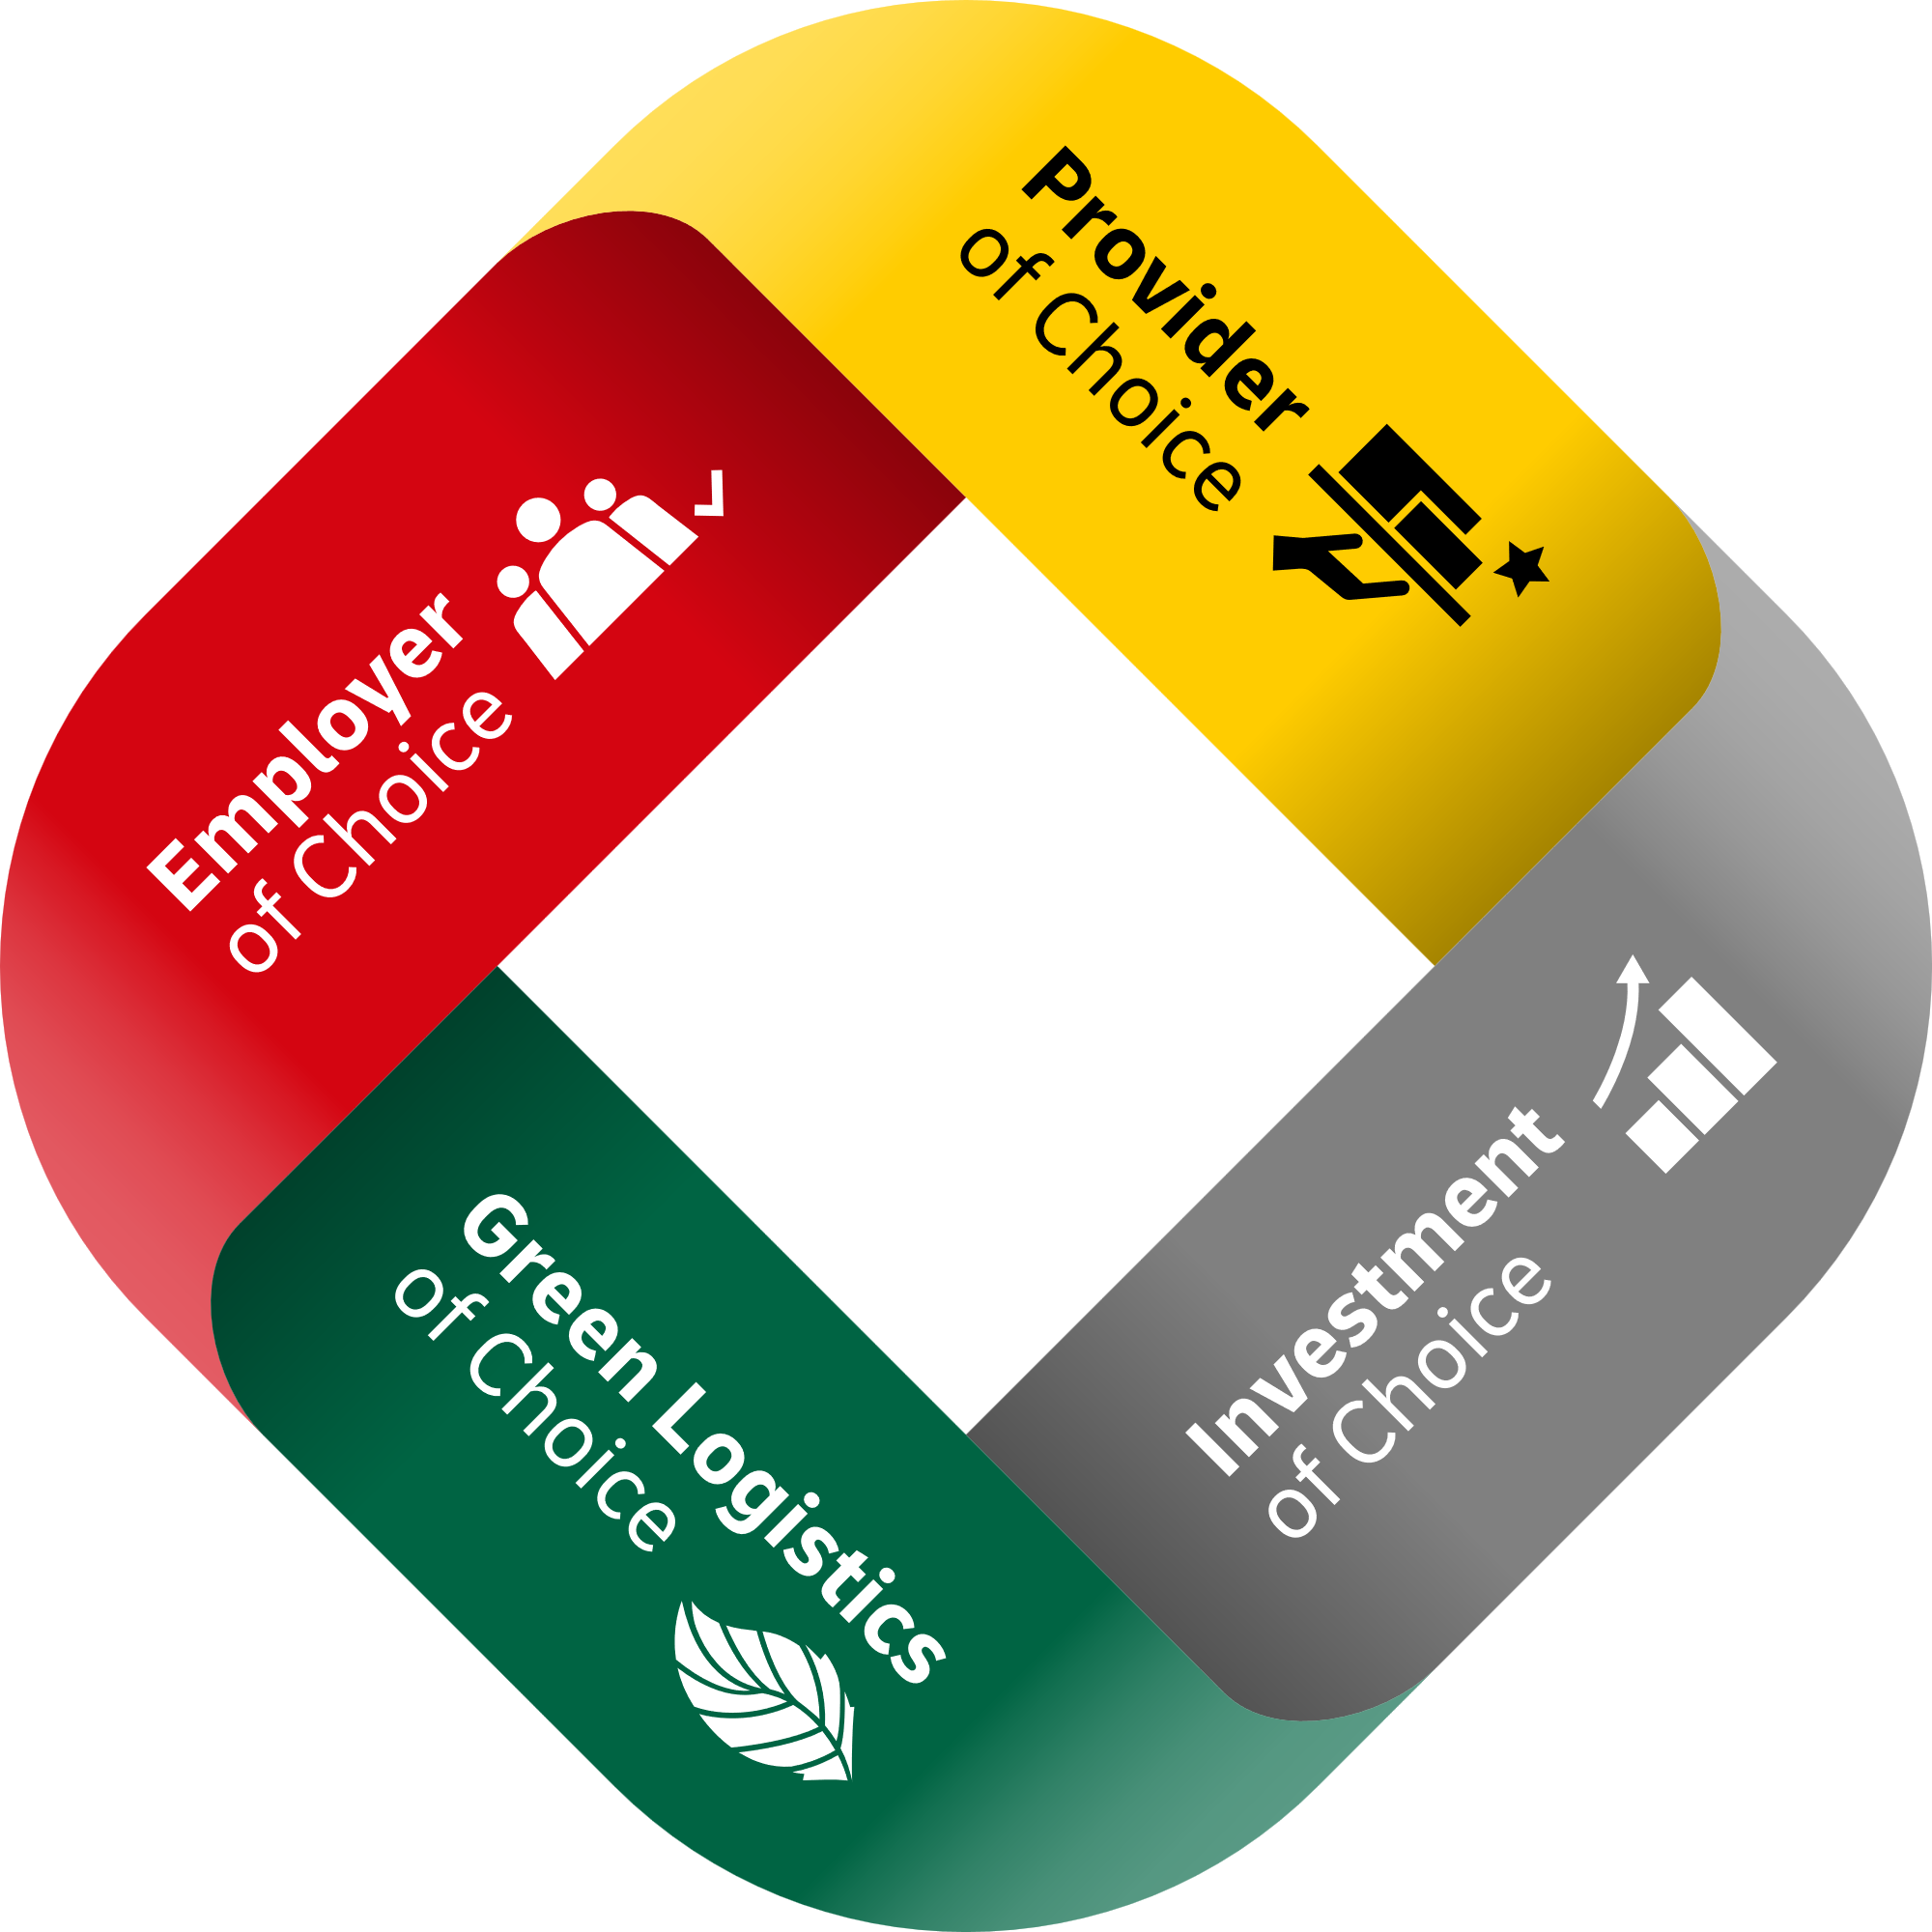 Provider
of Choice
Employer
of Choice
Investment
of Choice
Green Logistics
of Choice